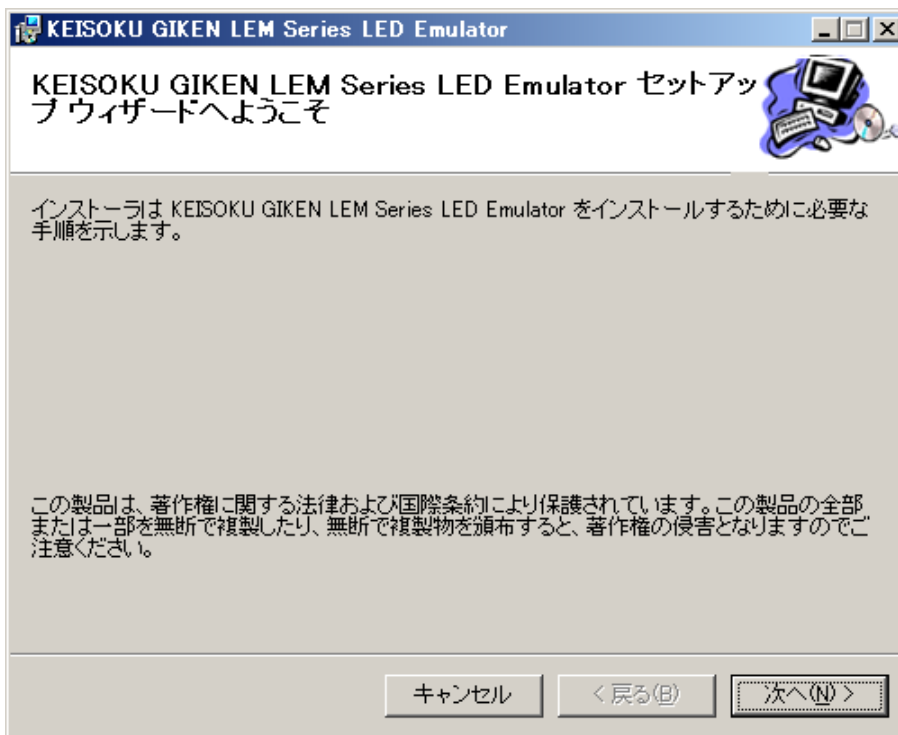 KEISOKU GIKEN LEM Series LED Emulator
KEISOKU GIKEN LEM Series LED Emulator セットアッ
プ ウィザードへようこそ
インストーラは KEISOKU GIKEN LEM Series LED Emulator をインストールするために必要な
手順を示します。
この製品は、著作権に関する法律および国際条約により保護されています。この製品の全部
または一部を無断で複製したり、無断で複製物を頒布すると、著作権の侵害となりますのでご
注意ください。
キャンセル
< 戻る(B)
次へ(N) >